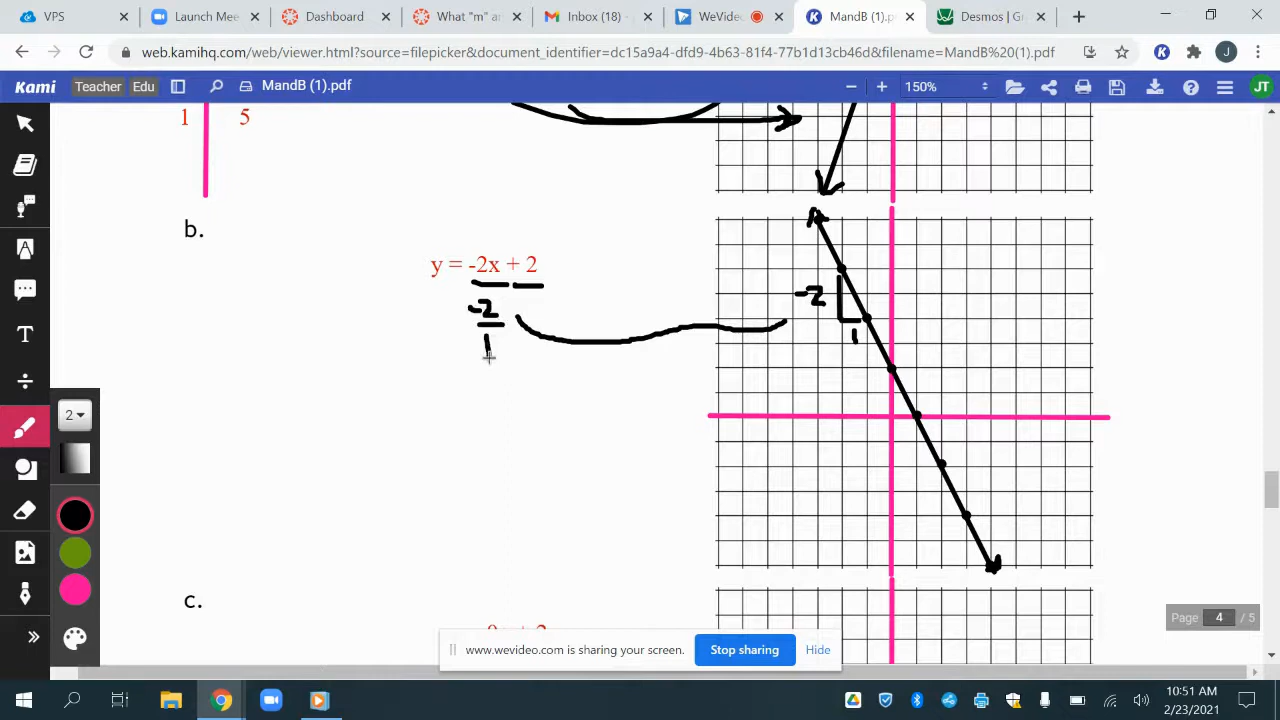 VPS
Launch Mee
Dashboard
What "m" ar
Inbox (18) -
WeVideo
MandB (1).p
Desmos | Gr
web.kamihq.com/web/viewer.html?source=filepicker&document_identifier=dc15a9a4-dfd9-4b63-81f4-77b1d13cb46d&filename=MandB%20(1).pdf
Kami Teacher Edu MandB (1).pdf 150% JT
1 5
b.
y = -2x + 2
-2
1
-2
1
2
c.
Page 4 / 5
www.wevideo.com is sharing your screen. Stop sharing Hide
10:51 AM
2/23/2021